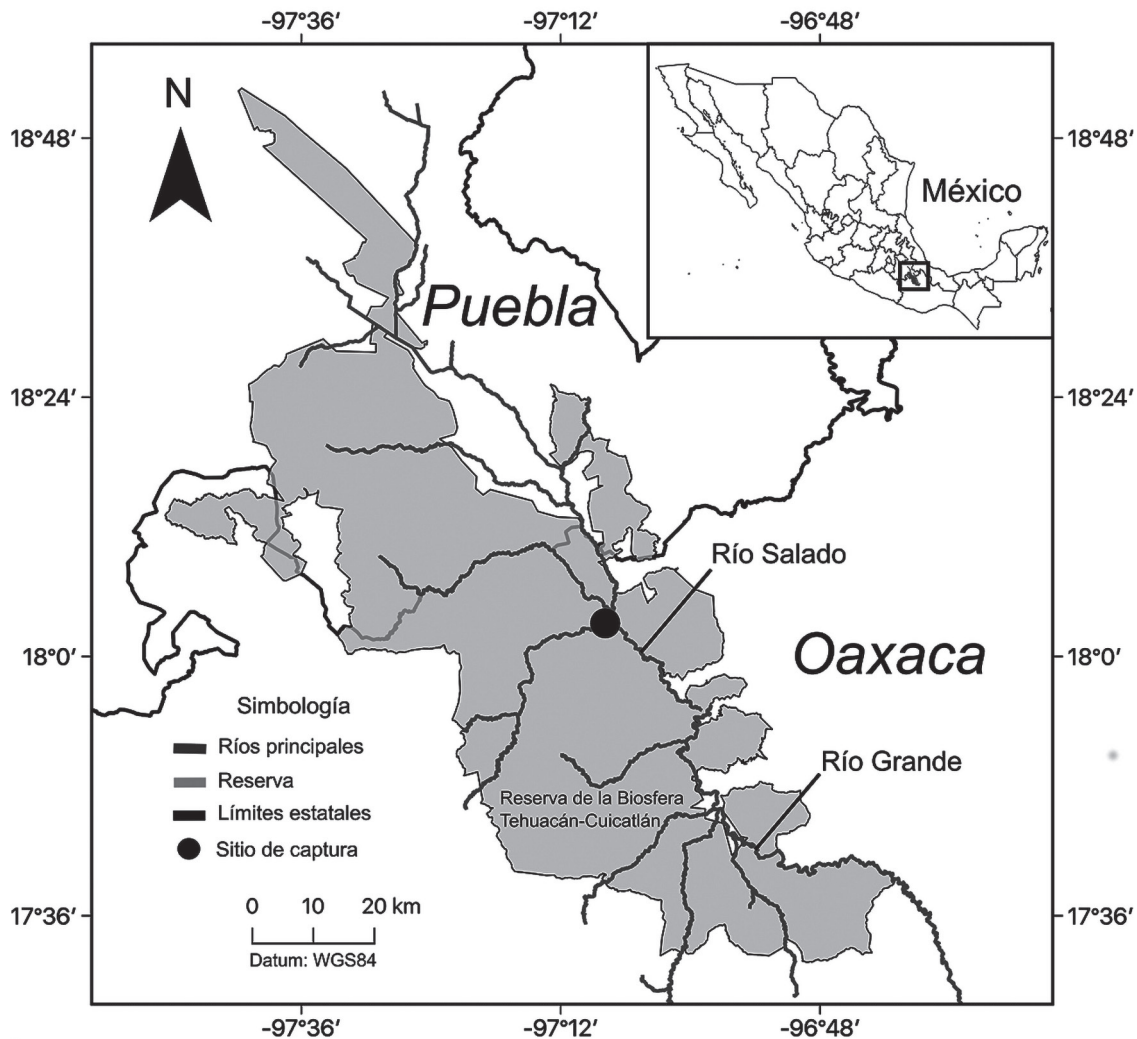 -97°36′
-97°12′
-96°48′
N
18°48′
18°48′
México
Puebla
18°24′
18°24′
Río Salado
Oaxaca
18°0′
18°0′
Simbología
Ríos principales
Reserva
Límites estatales
Sitio de captura
Río Grande
Reserva de la Biosfera
Tehuacán-Cuicatlán
0 10 20 km
Datum: WGS84
17°36′
17°36′
-97°36′
-97°12′
-96°48′